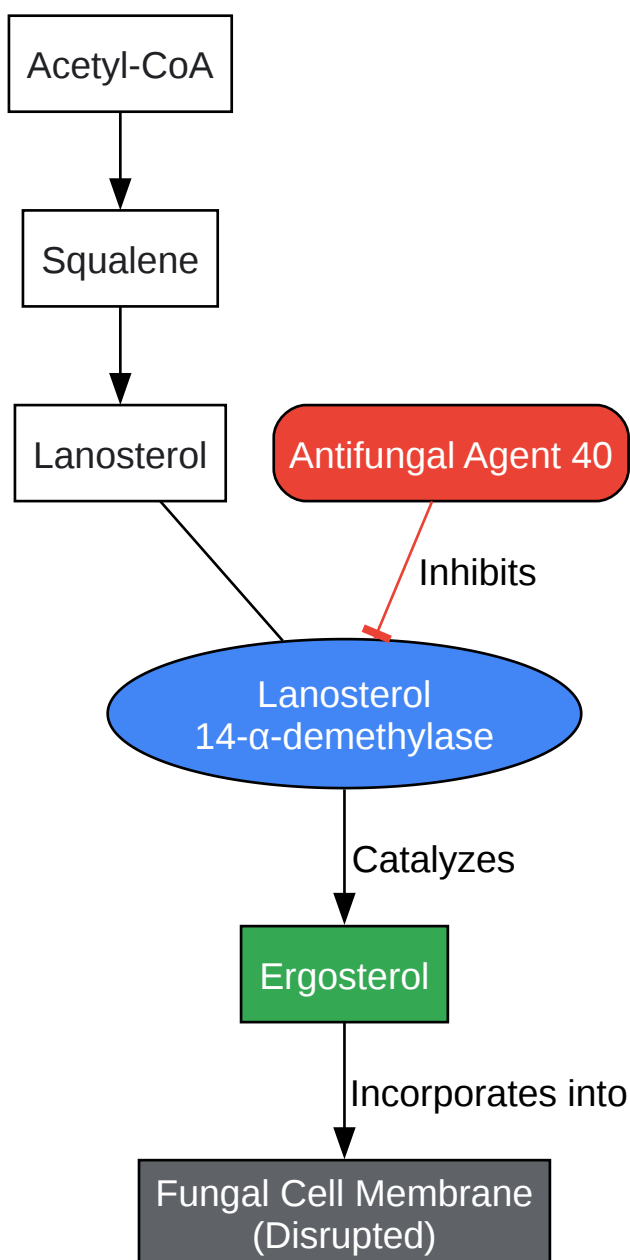 Acetyl-CoA
Squalene
Lanosterol
Antifungal Agent 40
Inhibits
Lanosterol
14-α-demethylase
Catalyzes
Ergosterol
Incorporates into
Fungal Cell Membrane
(Disrupted)